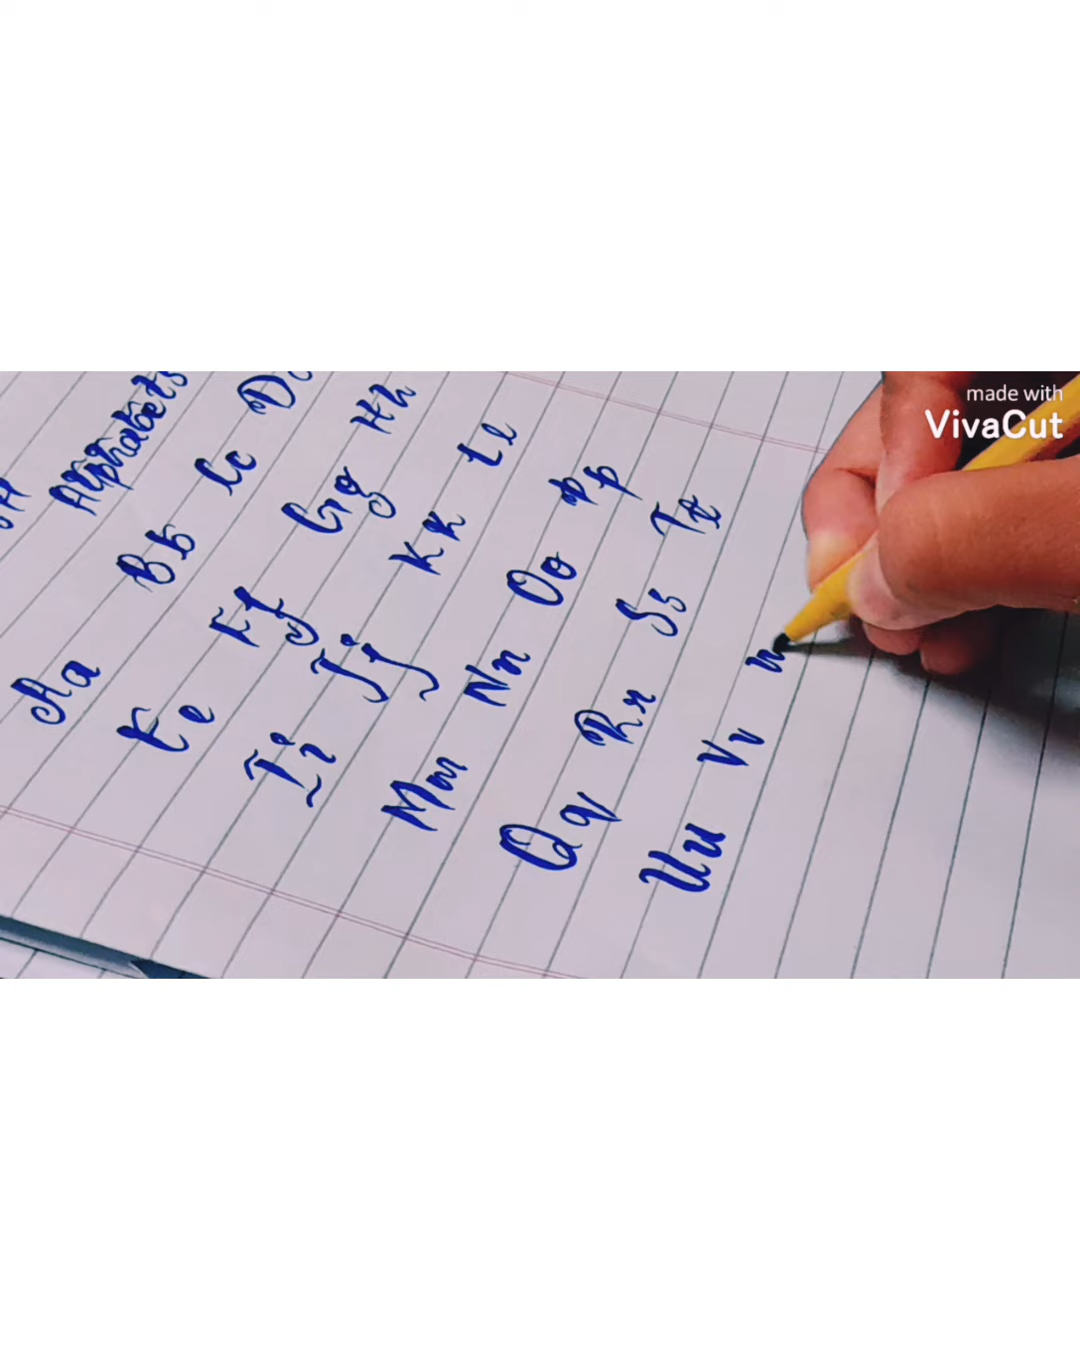 Alphabets
Aa Bb Cc D
Ee Ff Gg Hh
Ii Jj Kk Ll
Mm Nn Oo Pp
Qq Rr Ss Tt
Uu Vv
made with
VivaCut